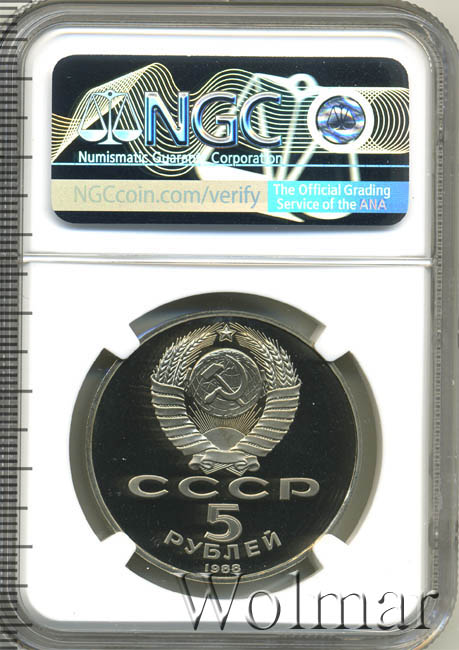 NGC
Numismatic Guaranty Corporation
NGCcoin.com/verify
The Official Grading
Service of the ANA
СССР
5
РУБЛЕЙ
1988
Wolmar